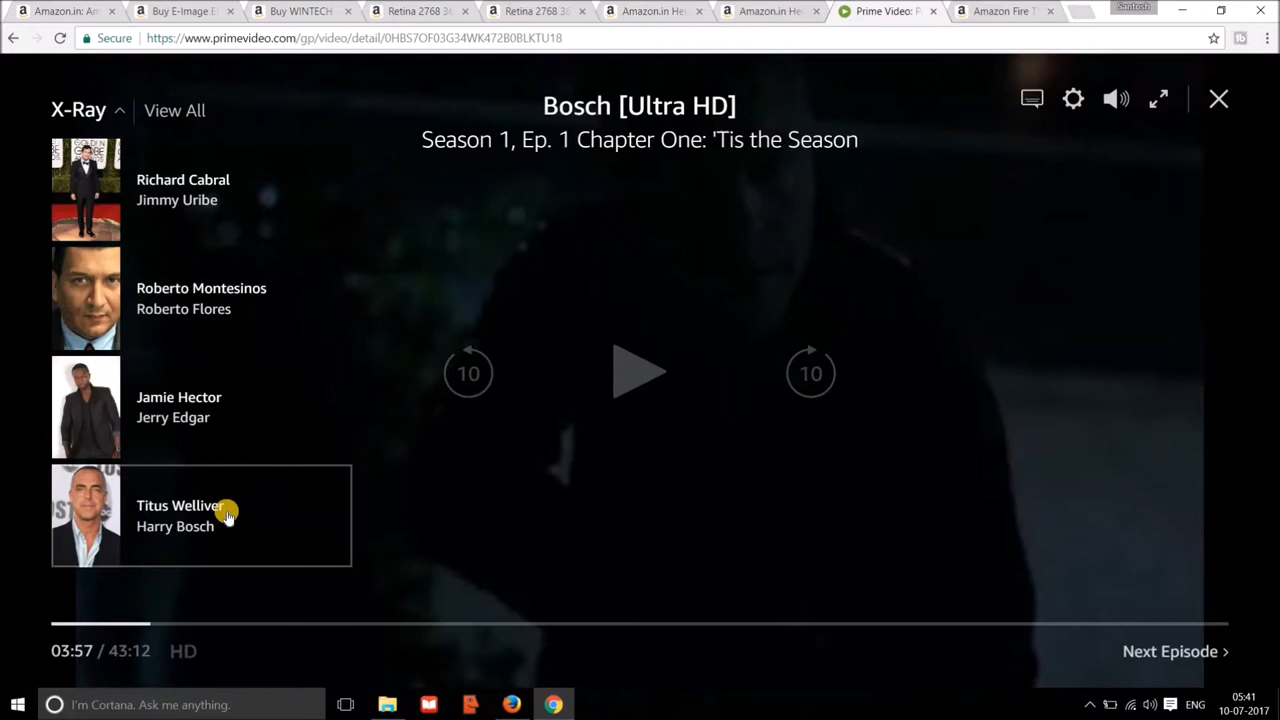 Amazon.in: Am
Buy E-Image E
Buy WINTECH
Retina 2768 36
Retina 2768 36
Amazon.in Hel
Amazon.in He
Prime Video: P
Amazon Fire T
Santosh
Secure
https://www.primevideo.com/gp/video/detail/0HBS7OF03G34WK472B0BLKTU18
X-Ray
View All
Bosch [Ultra HD]
Season 1, Ep. 1 Chapter One: 'Tis the Season
Richard Cabral
Jimmy Uribe
Roberto Montesinos
Roberto Flores
Jamie Hector
Jerry Edgar
Titus Welliver
Harry Bosch
10
10
03:57 / 43:12 HD
Next Episode
I'm Cortana. Ask me anything.
ENG
05:41
10-07-2017